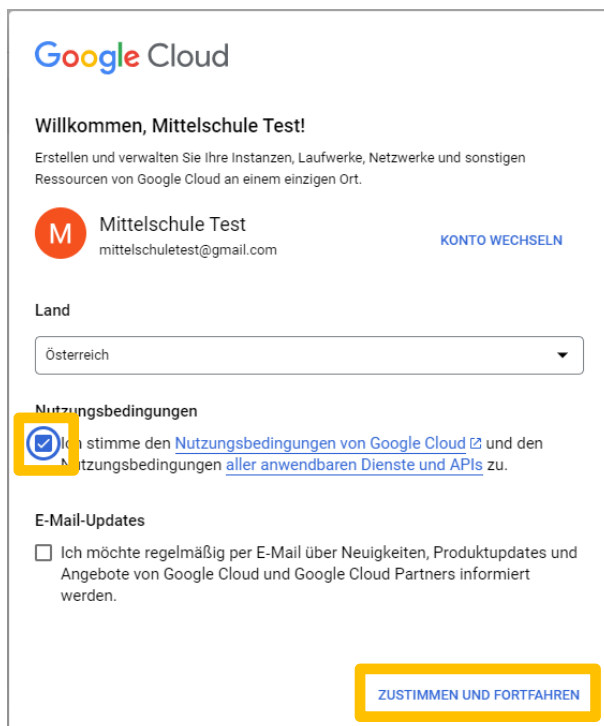 Google Cloud
Willkommen, Mittelschule Test!
Erstellen und verwalten Sie Ihre Instanzen, Laufwerke, Netzwerke und sonstigen
Ressourcen von Google Cloud an einem einzigen Ort.
M
Mittelschule Test
mittelschuletest@gmail.com
KONTO WECHSELN
Land
Österreich
Nutzungsbedingungen
Ich stimme den Nutzungsbedingungen von Google Cloud und den
Nutzungsbedingungen aller anwendbaren Dienste und APIs zu.
E-Mail-Updates
Ich möchte regelmäßig per E-Mail über Neuigkeiten, Produktupdates und
Angebote von Google Cloud und Google Cloud Partners informiert
werden.
ZUSTIMMEN UND FORTFAHREN